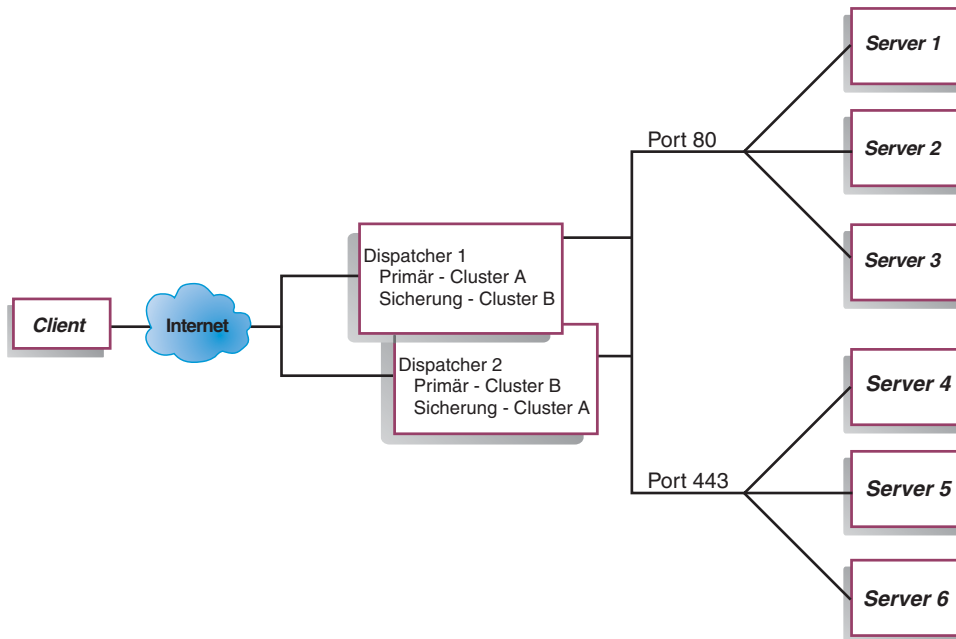 Client
Internet
Dispatcher 1
Primär - Cluster A
Sicherung - Cluster B
Dispatcher 2
Primär - Cluster B
Sicherung - Cluster A
Port 80
Port 443
Server 1
Server 2
Server 3
Server 4
Server 5
Server 6